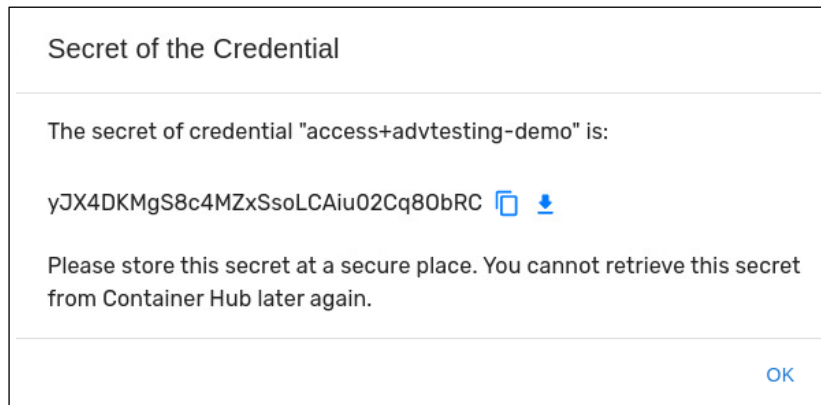 Secret of the Credential
The secret of credential "access+advtesting-demo" is:
yJX4DKMgS8c4MZxSsoLCAiu02Cq8ObRC
Please store this secret at a secure place. You cannot retrieve this secret
from Container Hub later again.
OK